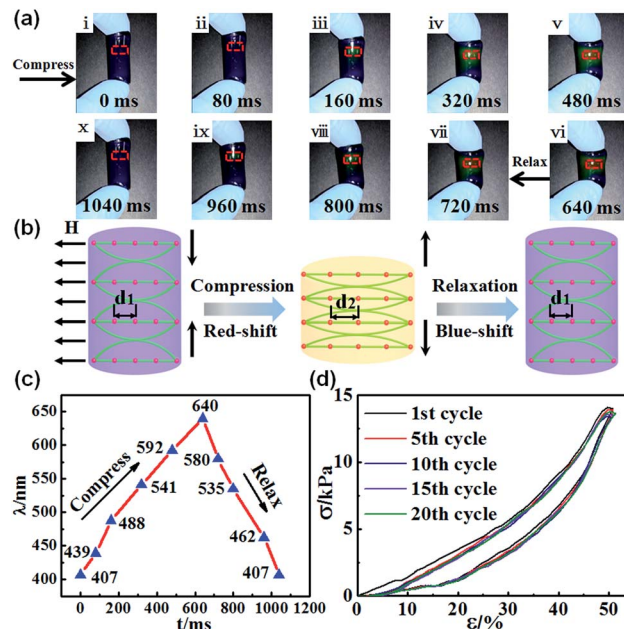 (a)
i ii iii iv v
Compress
0 ms 80 ms 160 ms 320 ms 480 ms
x ix viii vii vi
Relax
1040 ms 960 ms 800 ms 720 ms 640 ms
(b)
H
d1 Compression d2 Relaxation d1
Red-shift Blue-shift
(c)
λ/nm
650
600
550
500
450
400
640
592
580
541
535
488
462
439
407
407
Compress
Relax
0 200 400 600 800 1000 1200
t/ms
(d)
σ/kPa
15
10
5
0
1st cycle
5th cycle
10th cycle
15th cycle
20th cycle
0 10 20 30 40 50
ε/%